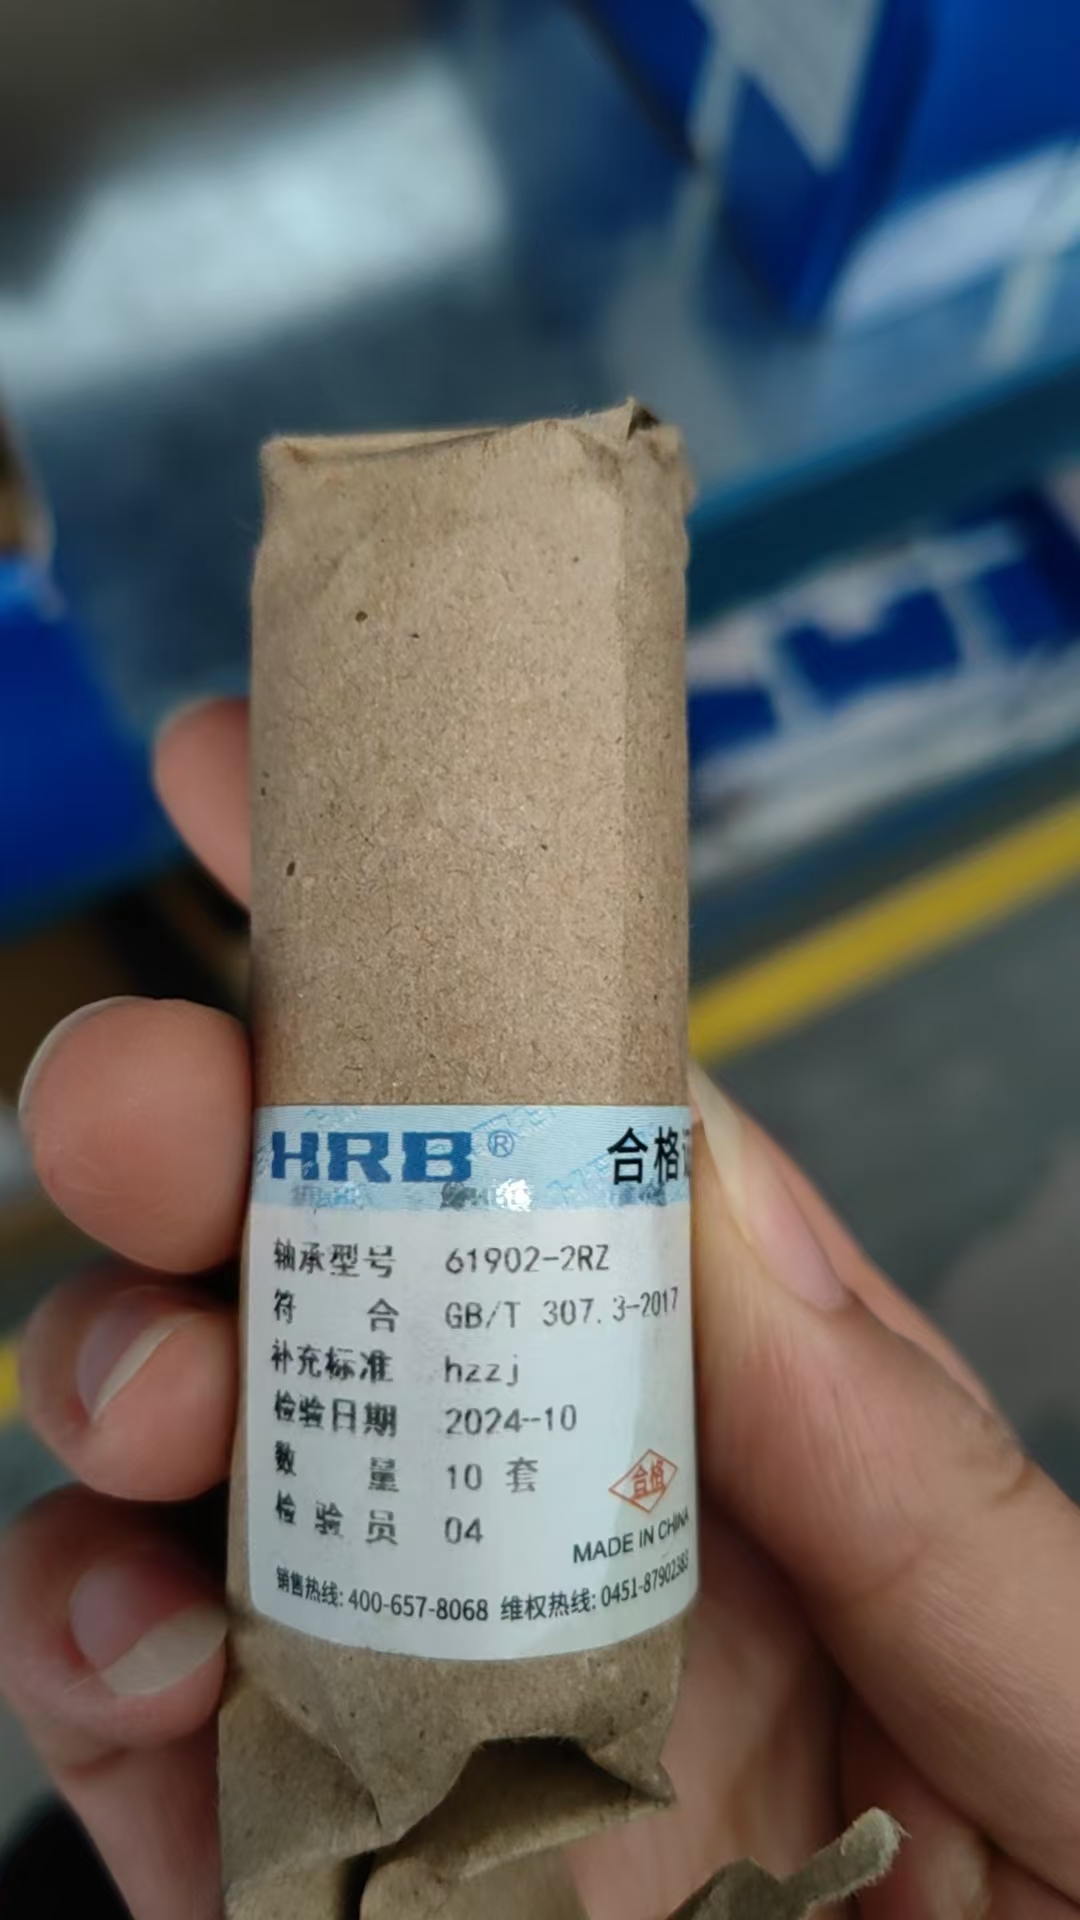 HRB® 合格
轴承型号 61902-2RZ
符合 GB/T 307.3-2017
补充标准 hzzj
检验日期 2024-10
数量 10 套
检验员 04
合格
MADE IN CHINA
销售热线: 400-657-8068 维权热线: 0451-87902383